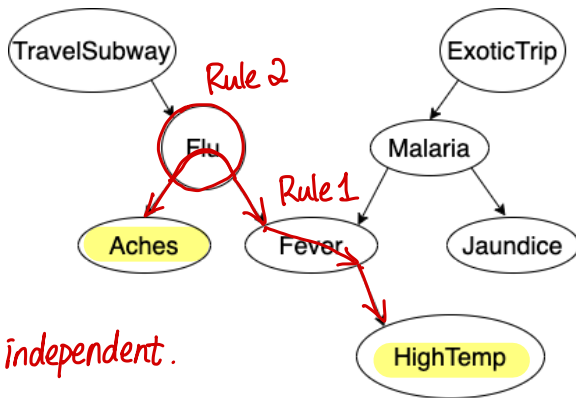 TravelSubway
ExoticTrip
Rule 2
Flu
Malaria
Rule 1
Aches
Fever
Jaundice
independent.
HighTemp